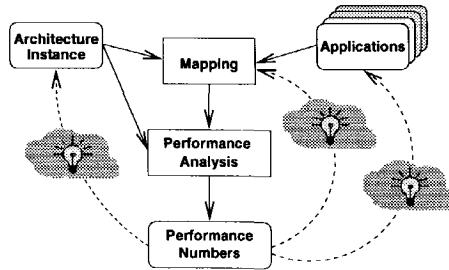 Architecture
Instance
Mapping
Applications
Performance
Analysis
Performance
Numbers